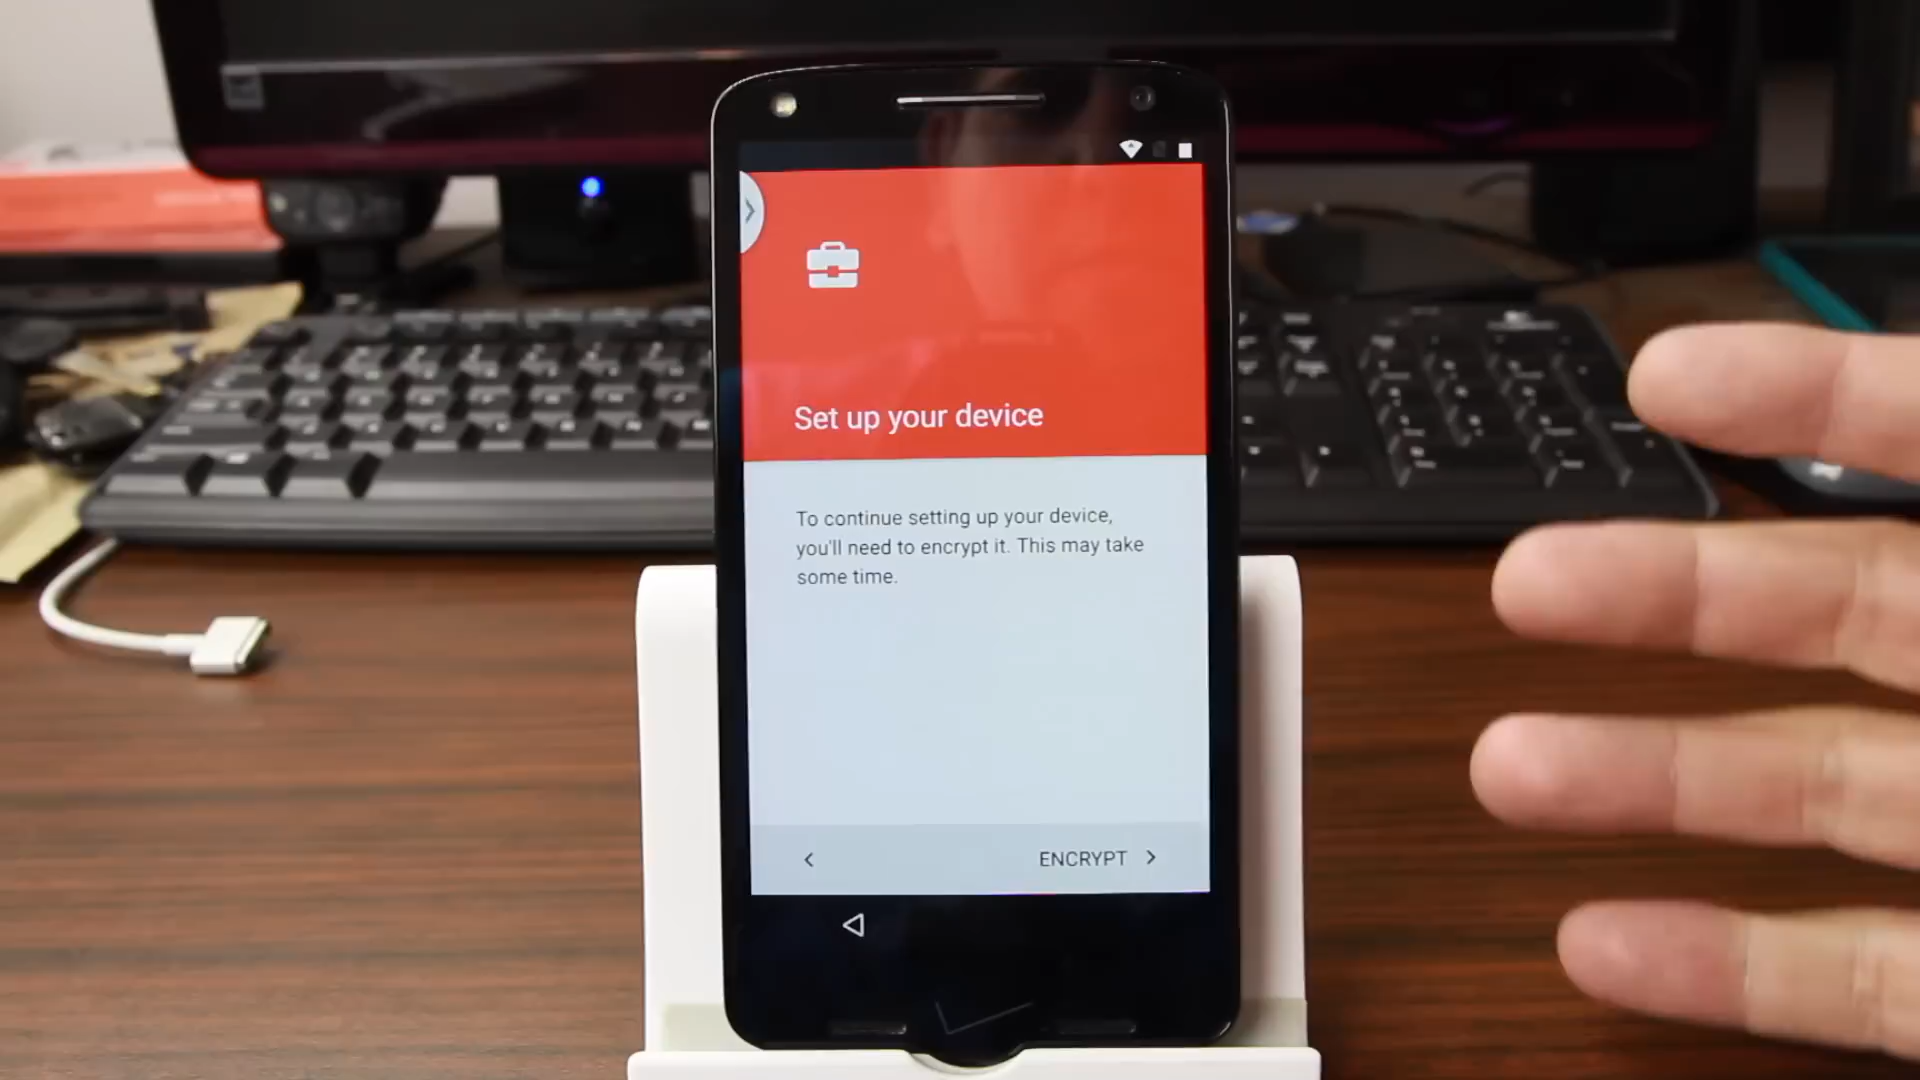 Set up your device
To continue setting up your device,
you'll need to encrypt it. This may take
some time.
ENCRYPT